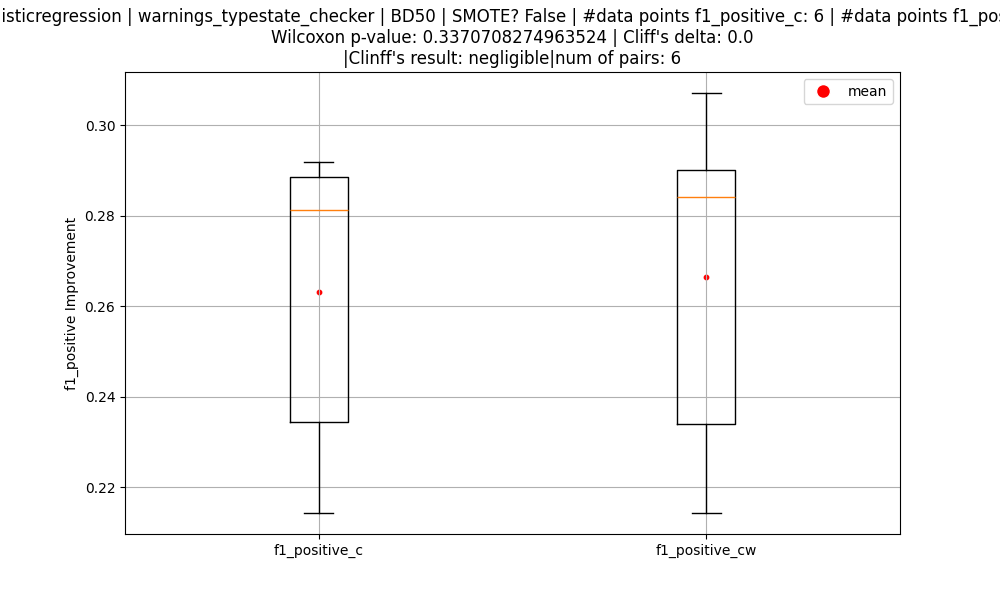 isticregression | warnings_typestate_checker | BD50 | SMOTE? False | #data points f1_positive_c: 6 | #data points f1_pos
Wilcoxon p-value: 0.3370708274963524 | Cliff's delta: 0.0
|Clinff's result: negligible|num of pairs: 6
mean
0.30
0.28
0.26
0.24
0.22
f1_positive Improvement
f1_positive_c
f1_positive_cw